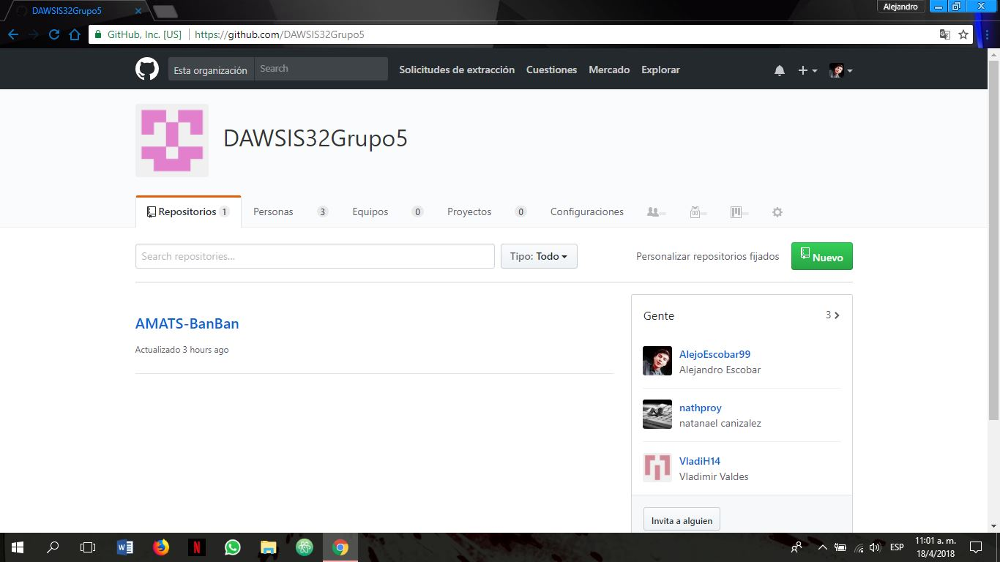 DAWSIS32Grupo5
Alejandro
GitHub, Inc. [US] https://github.com/DAWSIS32Grupo5
Esta organización Search Solicitudes de extracción Cuestiones Mercado Explorar
DAWSIS32Grupo5
Repositorios 1 Personas 3 Equipos 0 Proyectos 0 Configuraciones
Search repositories... Tipo: Todo Personalizar repositorios fijados Nuevo
AMATS-BanBan
Actualizado 3 hours ago
Gente 3
AlejoEscobar99
Alejandro Escobar
nathproy
natanael canizalez
VladiH14
Vladimir Valdes
Invita a alguien
ESP 11:01 a. m.
18/4/2018